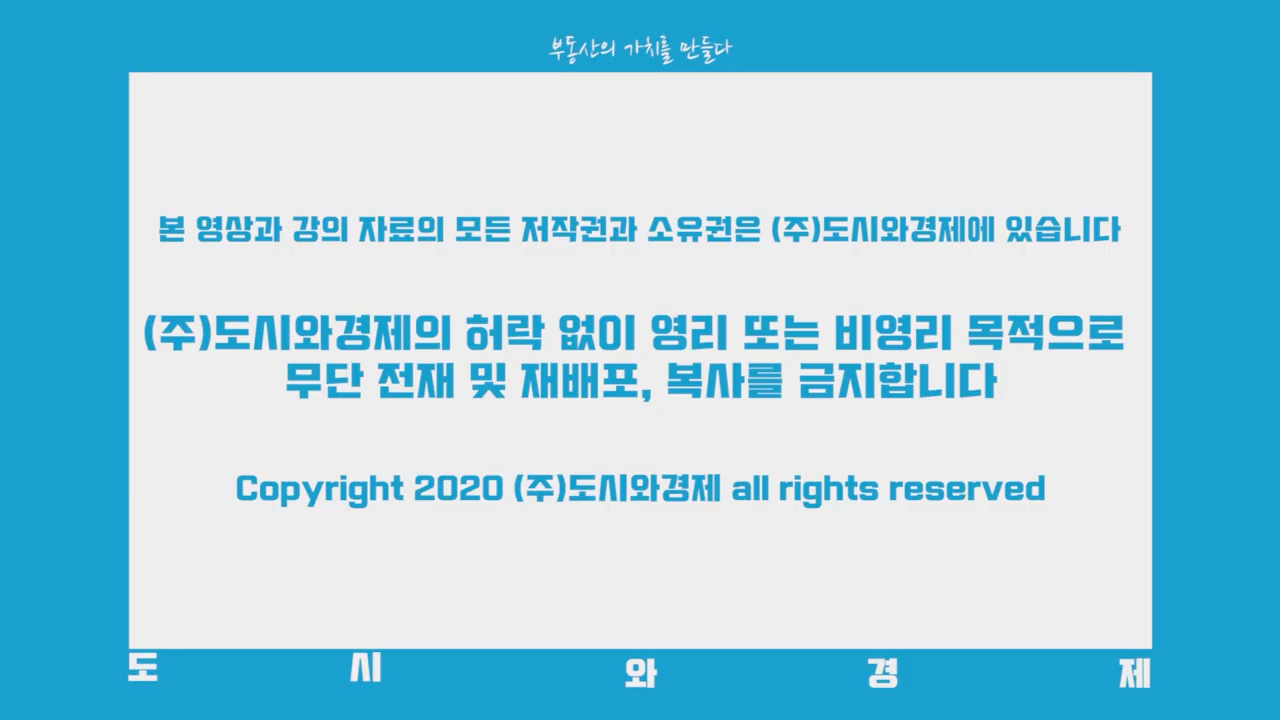 부동산의 가치를 만들다
본 영상과 강의 자료의 모든 저작권과 소유권은 (주)도시와경제에 있습니다
(주)도시와경제의 허락 없이 영리 또는 비영리 목적으로
무단 전재 및 재배포, 복사를 금지합니다
Copyright 2020 (주)도시와경제 all rights reserved
도 시 와 경 제